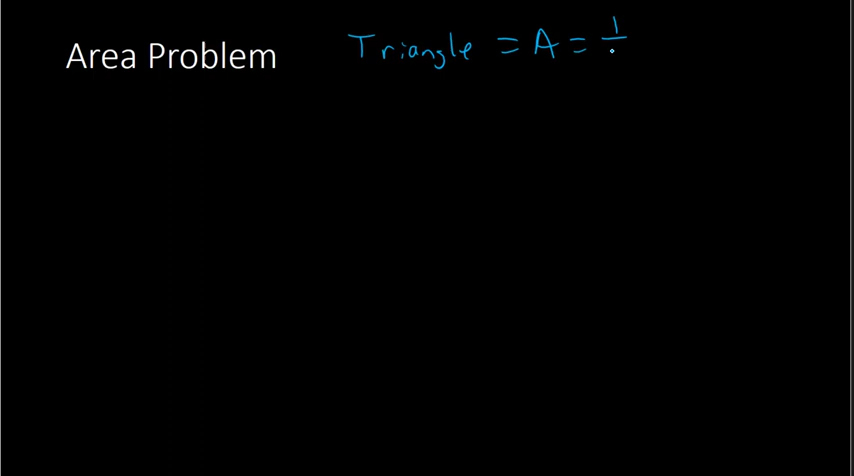 Area Problem
Triangle = A = 1/